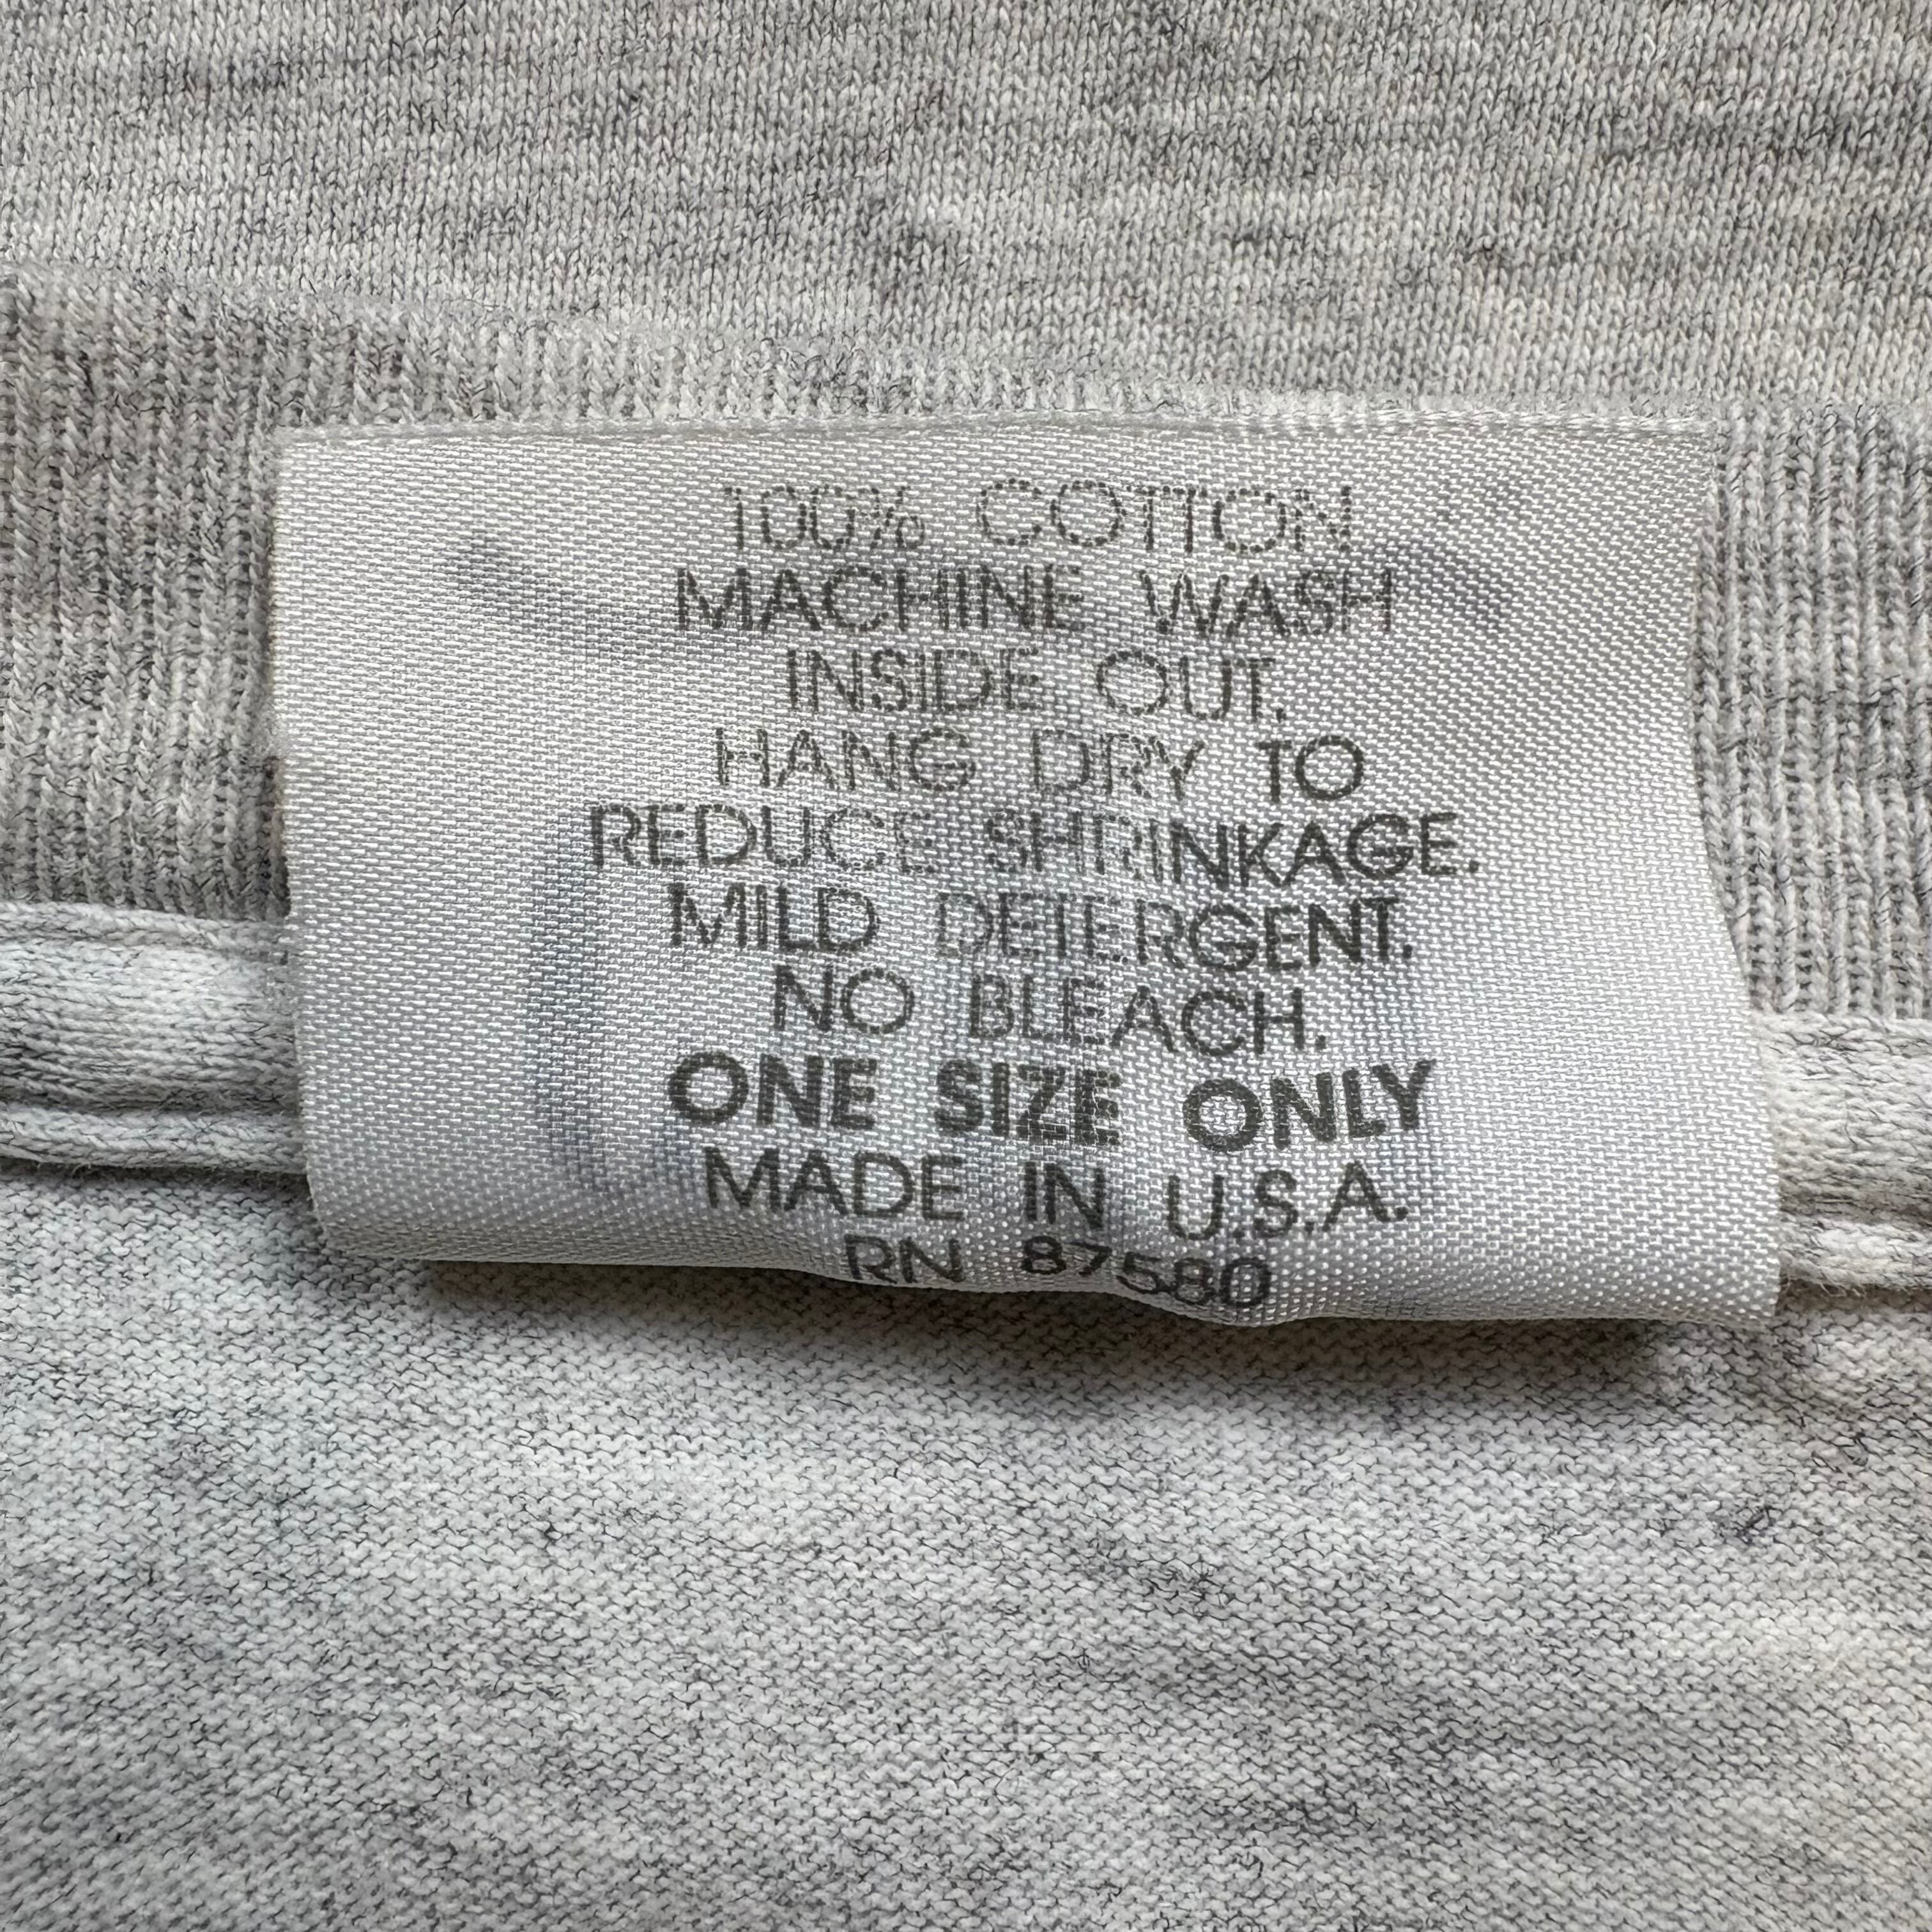 100% COTTON
MACHINE WASH
INSIDE OUT.
HANG DRY TO
REDUCE SHRINKAGE.
MILD DETERGENT.
NO BLEACH.
ONE SIZE ONLY
MADE IN U.S.A.
RN 87580